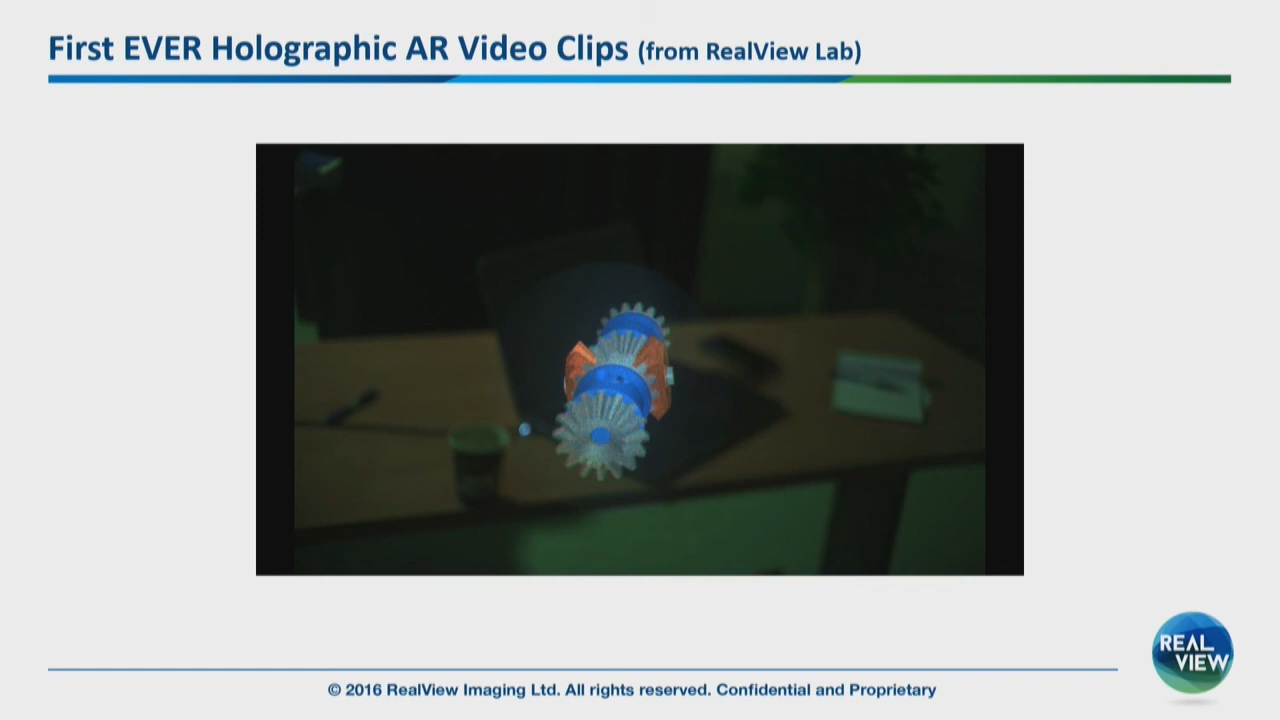 First EVER Holographic AR Video Clips (from RealView Lab)
REAL
VIEW
© 2016 RealView Imaging Ltd. All rights reserved. Confidential and Proprietary